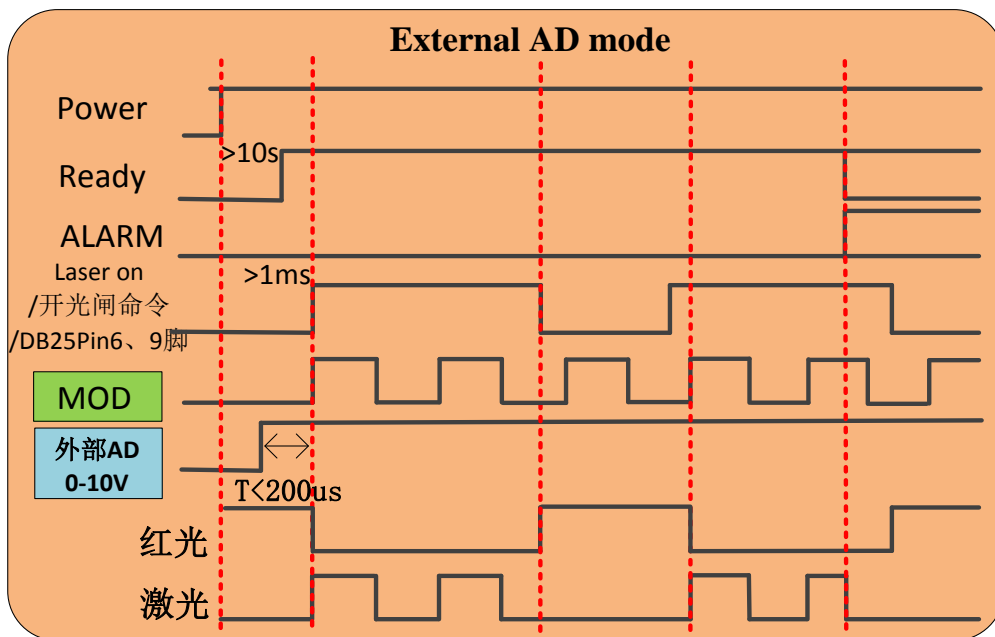 External AD mode
Power
>10s
Ready
ALARM
Laser on
>1ms
/开光闸命令
/DB25Pin6、9脚
MOD
外部AD
0-10V
T<200us
红光
激光